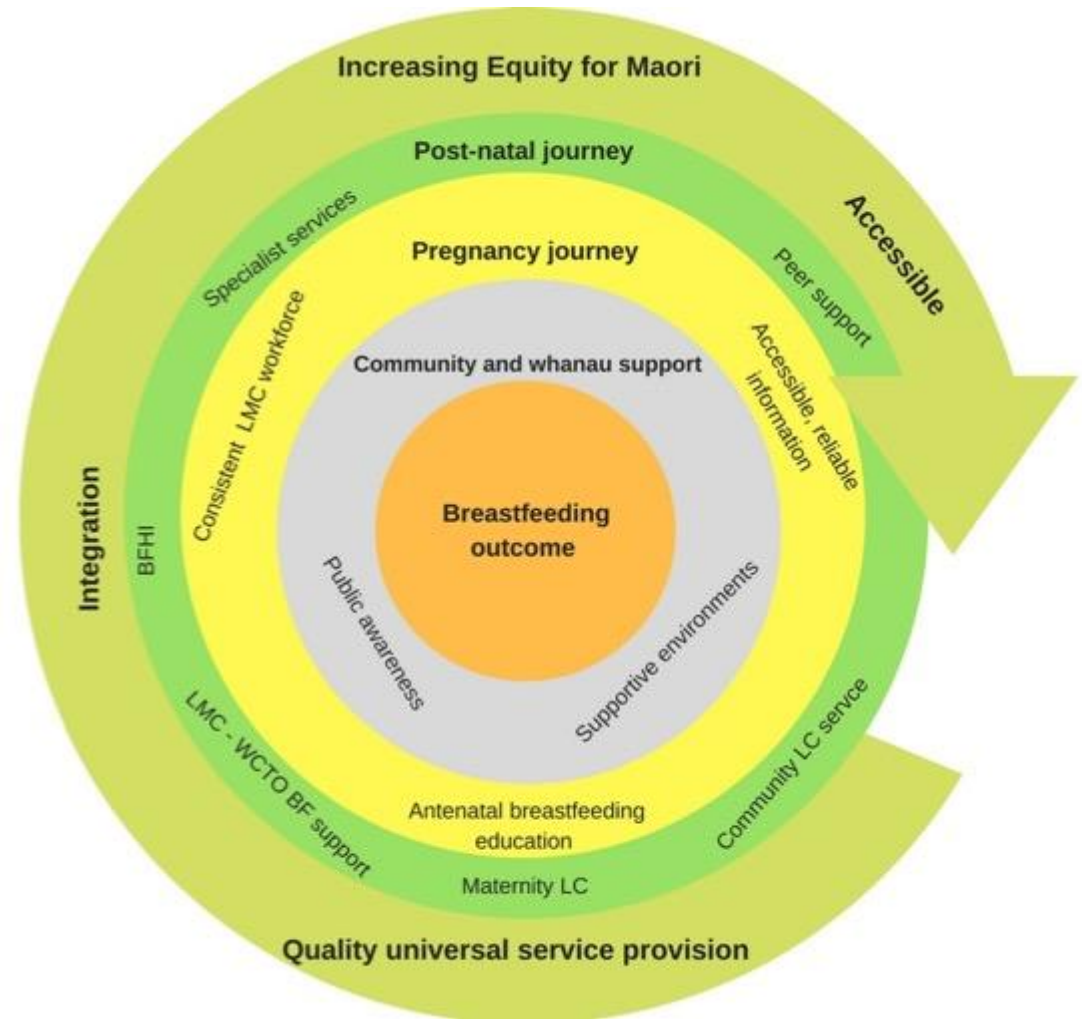 Increasing Equity for Maori
Accessible
Integration
Quality universal service provision
Post-natal journey
Specialist services
Peer support
BFHI
LMC - WCTO BF support
Maternity LC
Community LC servce
Pregnancy journey
Consistent LMC workforce
Accessible, reliable
information
Antenatal breastfeeding
education
Community and whanau support
Public awareness
Supportive environments
Breastfeeding
outcome